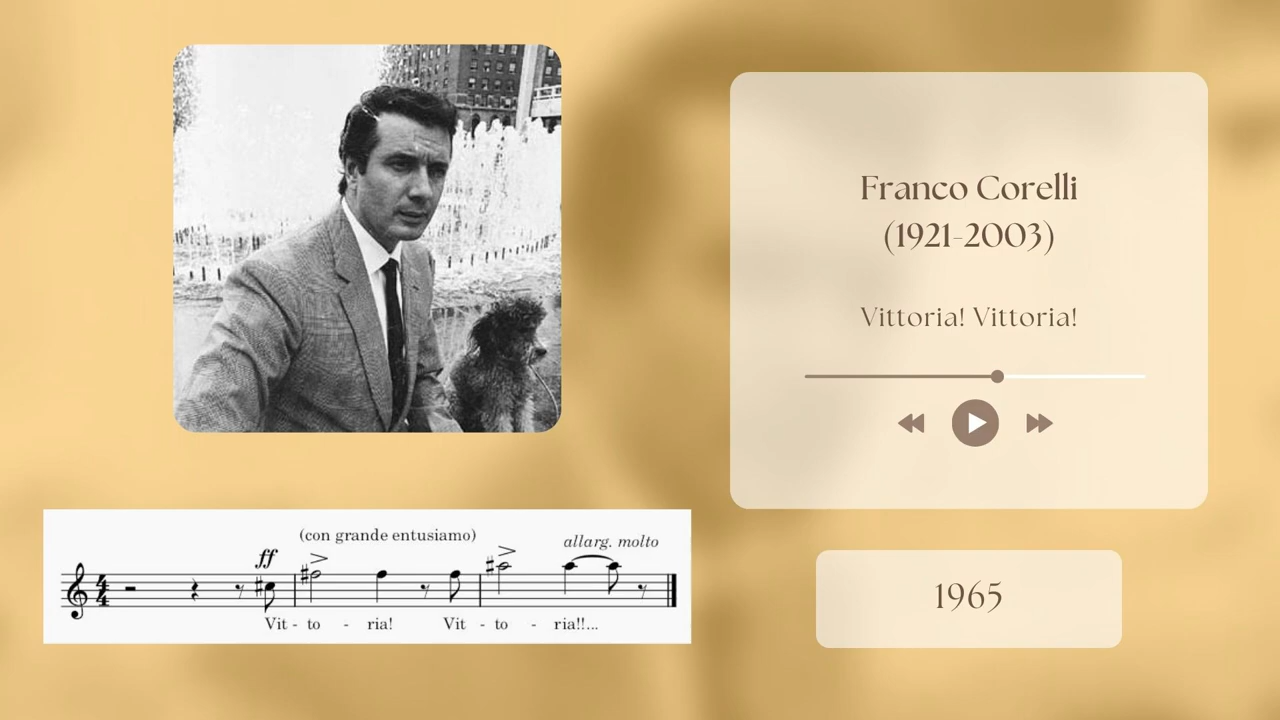 Franco Corelli
(1921-2003)
Vittoria! Vittoria!
(con grande entusiamo)
ff
allarg. molto
Vit - to - ria! Vit - to - ria!!...
1965